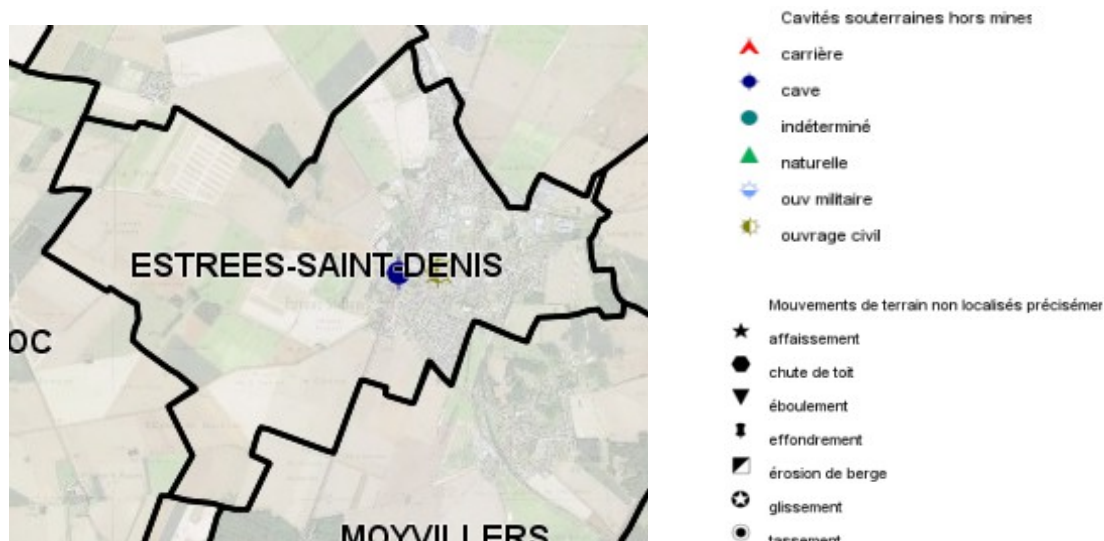 ESTREES-SAINT-DENIS
OC
MOYVILLERS
Cavités souterraines hors mines
carrière
cave
indéterminé
naturelle
ouv militaire
ouvrage civil
Mouvements de terrain non localisés précisémer
affaissement
chute de toit
éboulement
effondrement
érosion de berge
glissement
tassement